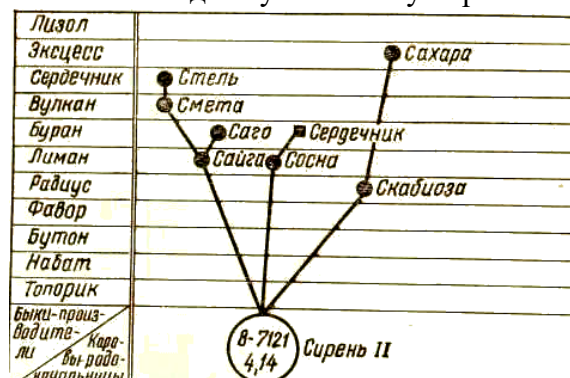 Лизол
Эксцесс Сахара
Сердечник Стель
Вулкан Смета
Буран Саго Сердечник
Лиман Сайга Сосна
Радиус Скабиоза
Фавор
Бутон
Набат
Топорик
Быки-произ-
водите-
ли
Каро-
вы-родо-
начальницы
8-7121
4,14
Сирень II